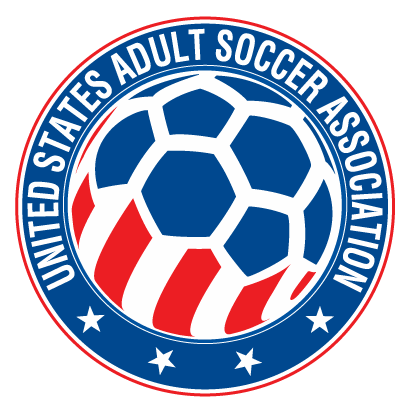 UNITED STATES ADULT SOCCER ASSOCIATION